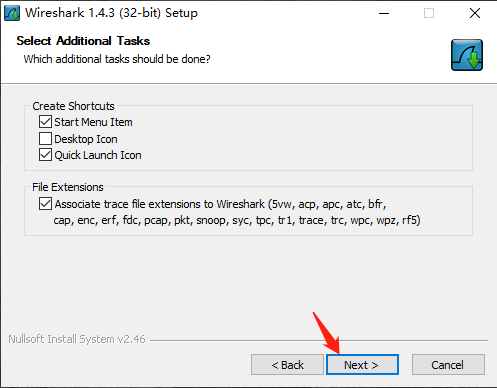 Wireshark 1.4.3 (32-bit) Setup
Select Additional Tasks
Which additional tasks should be done?
Create Shortcuts
Start Menu Item
Desktop Icon
Quick Launch Icon
File Extensions
Associate trace file extensions to Wireshark (5vw, acp, apc, atc, bfr,
cap, enc, erf, fdc, pcap, pkt, snoop, syc, tpc, tr1, trace, trc, wpc, wpz, rf5)
Nullsoft Install System v2.46
< Back
Next >
Cancel